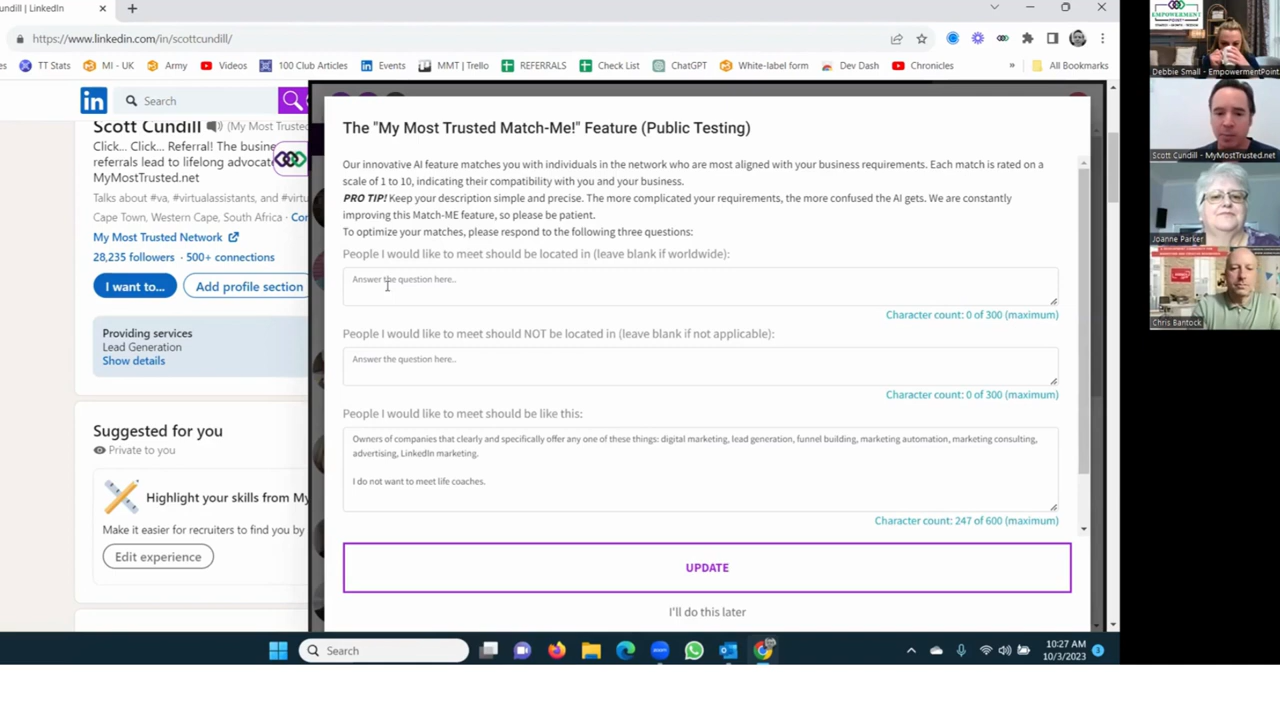 undill | LinkedIn
https://www.linkedin.com/in/scottcundill/
TT Stats
MI - UK
Army
Videos
100 Club Articles
Events
MMT | Trello
REFERRALS
Check List
ChatGPT
White-label form
Dev Dash
Chronicles
»
All Bookmarks
in
Search
Scott Cundill
(My Most Trusted
Click... Click... Referral! The busine
referrals lead to lifelong advocat
MyMostTrusted.net
Talks about #va, #virtualassistants, and #virtu
Cape Town, Western Cape, South Africa · Co
My Most Trusted Network
28,235 followers · 500+ connections
I want to...
Add profile section
Providing services
Lead Generation
Show details
Suggested for you
Private to you
Highlight your skills from My
Make it easier for recruiters to find you by
Edit experience
The "My Most Trusted Match-Me!" Feature (Public Testing)
Our innovative AI feature matches you with individuals in the network who are most aligned with your business requirements. Each match is rated on a
scale of 1 to 10, indicating their compatibility with you and your business.
PRO TIP! Keep your description simple and precise. The more complicated your requirements, the more confused the AI gets. We are constantly
improving this Match-ME feature, so please be patient.
To optimize your matches, please respond to the following three questions:
People I would like to meet should be located in (leave blank if worldwide):
Answer the question here..
Character count: 0 of 300 (maximum)
People I would like to meet should NOT be located in (leave blank if not applicable):
Answer the question here..
Character count: 0 of 300 (maximum)
People I would like to meet should be like this:
Owners of companies that clearly and specifically offer any one of these things: digital marketing, lead generation, funnel building, marketing automation, marketing consulting,
advertising, LinkedIn marketing.
I do not want to meet life coaches.
Character count: 247 of 600 (maximum)
UPDATE
I'll do this later
EMPOWERMENT
Debbie Small - EmpowermentPoint
Scott Cundill - MyMostTrusted.net
Joanne Parker
Chris Bantock
Search
10:27 AM
10/3/2023